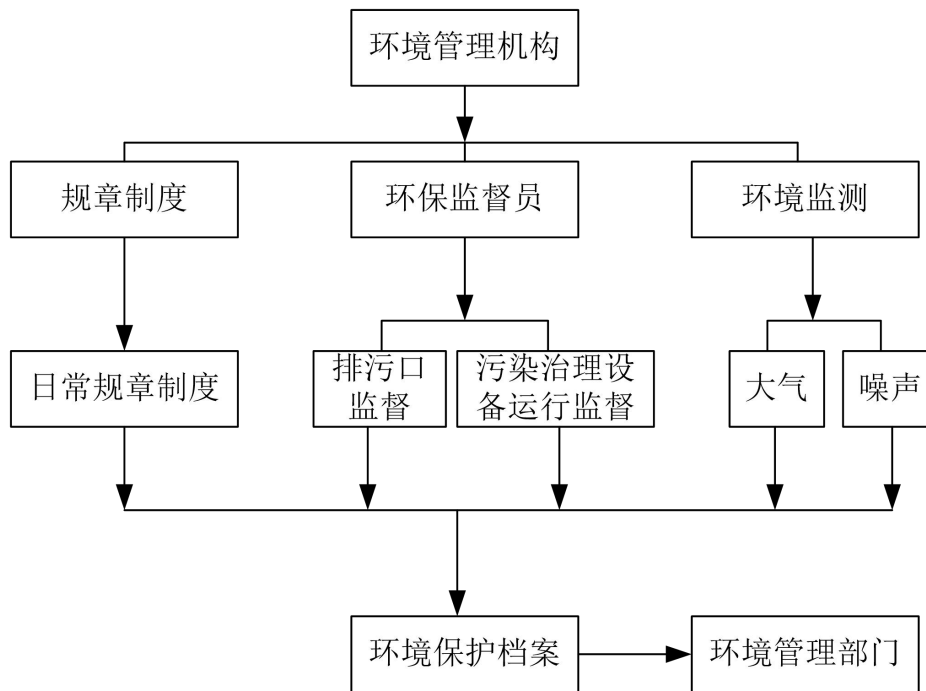 环境管理机构
规章制度
环保监督员
环境监测
日常规章制度
排污口
监督
污染治理设
备运行监督
大气
噪声
环境保护档案
环境管理部门